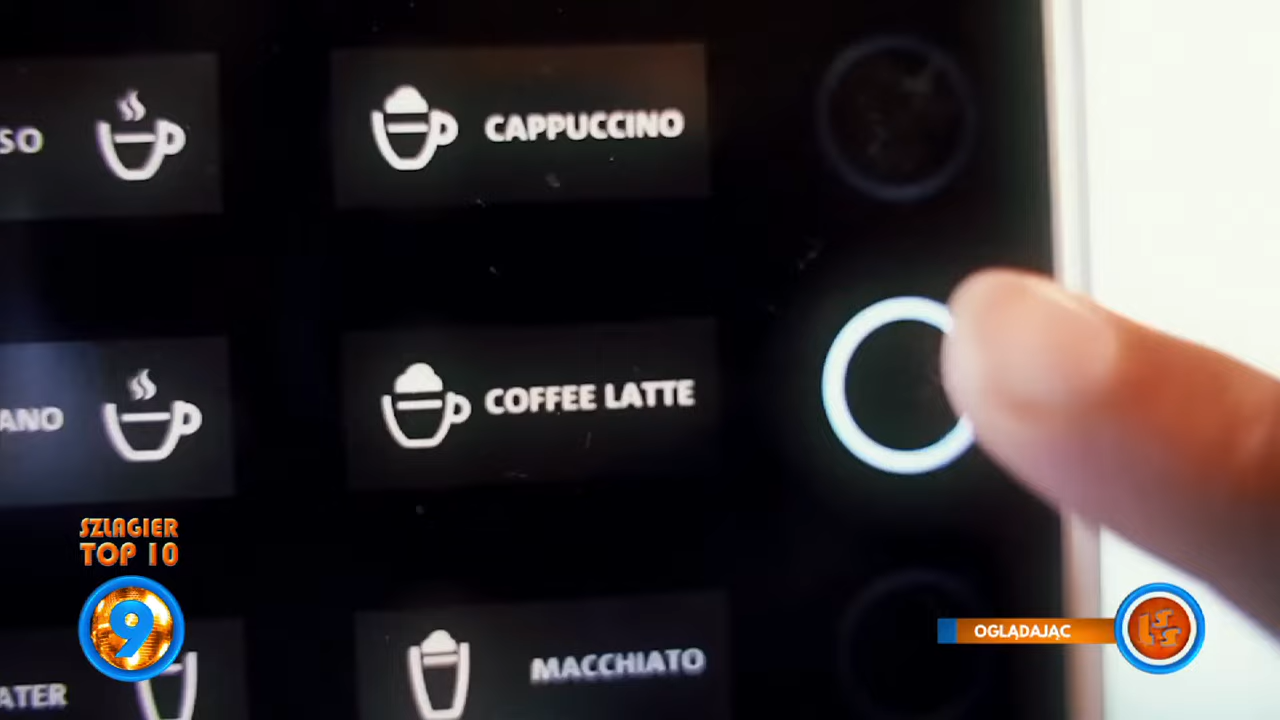 SO
CAPPUCCINO
ANO
COFFEE LATTE
SZLAGIER
TOP 10
9
OGLĄDAJĄC
ATER
MACCHIATO